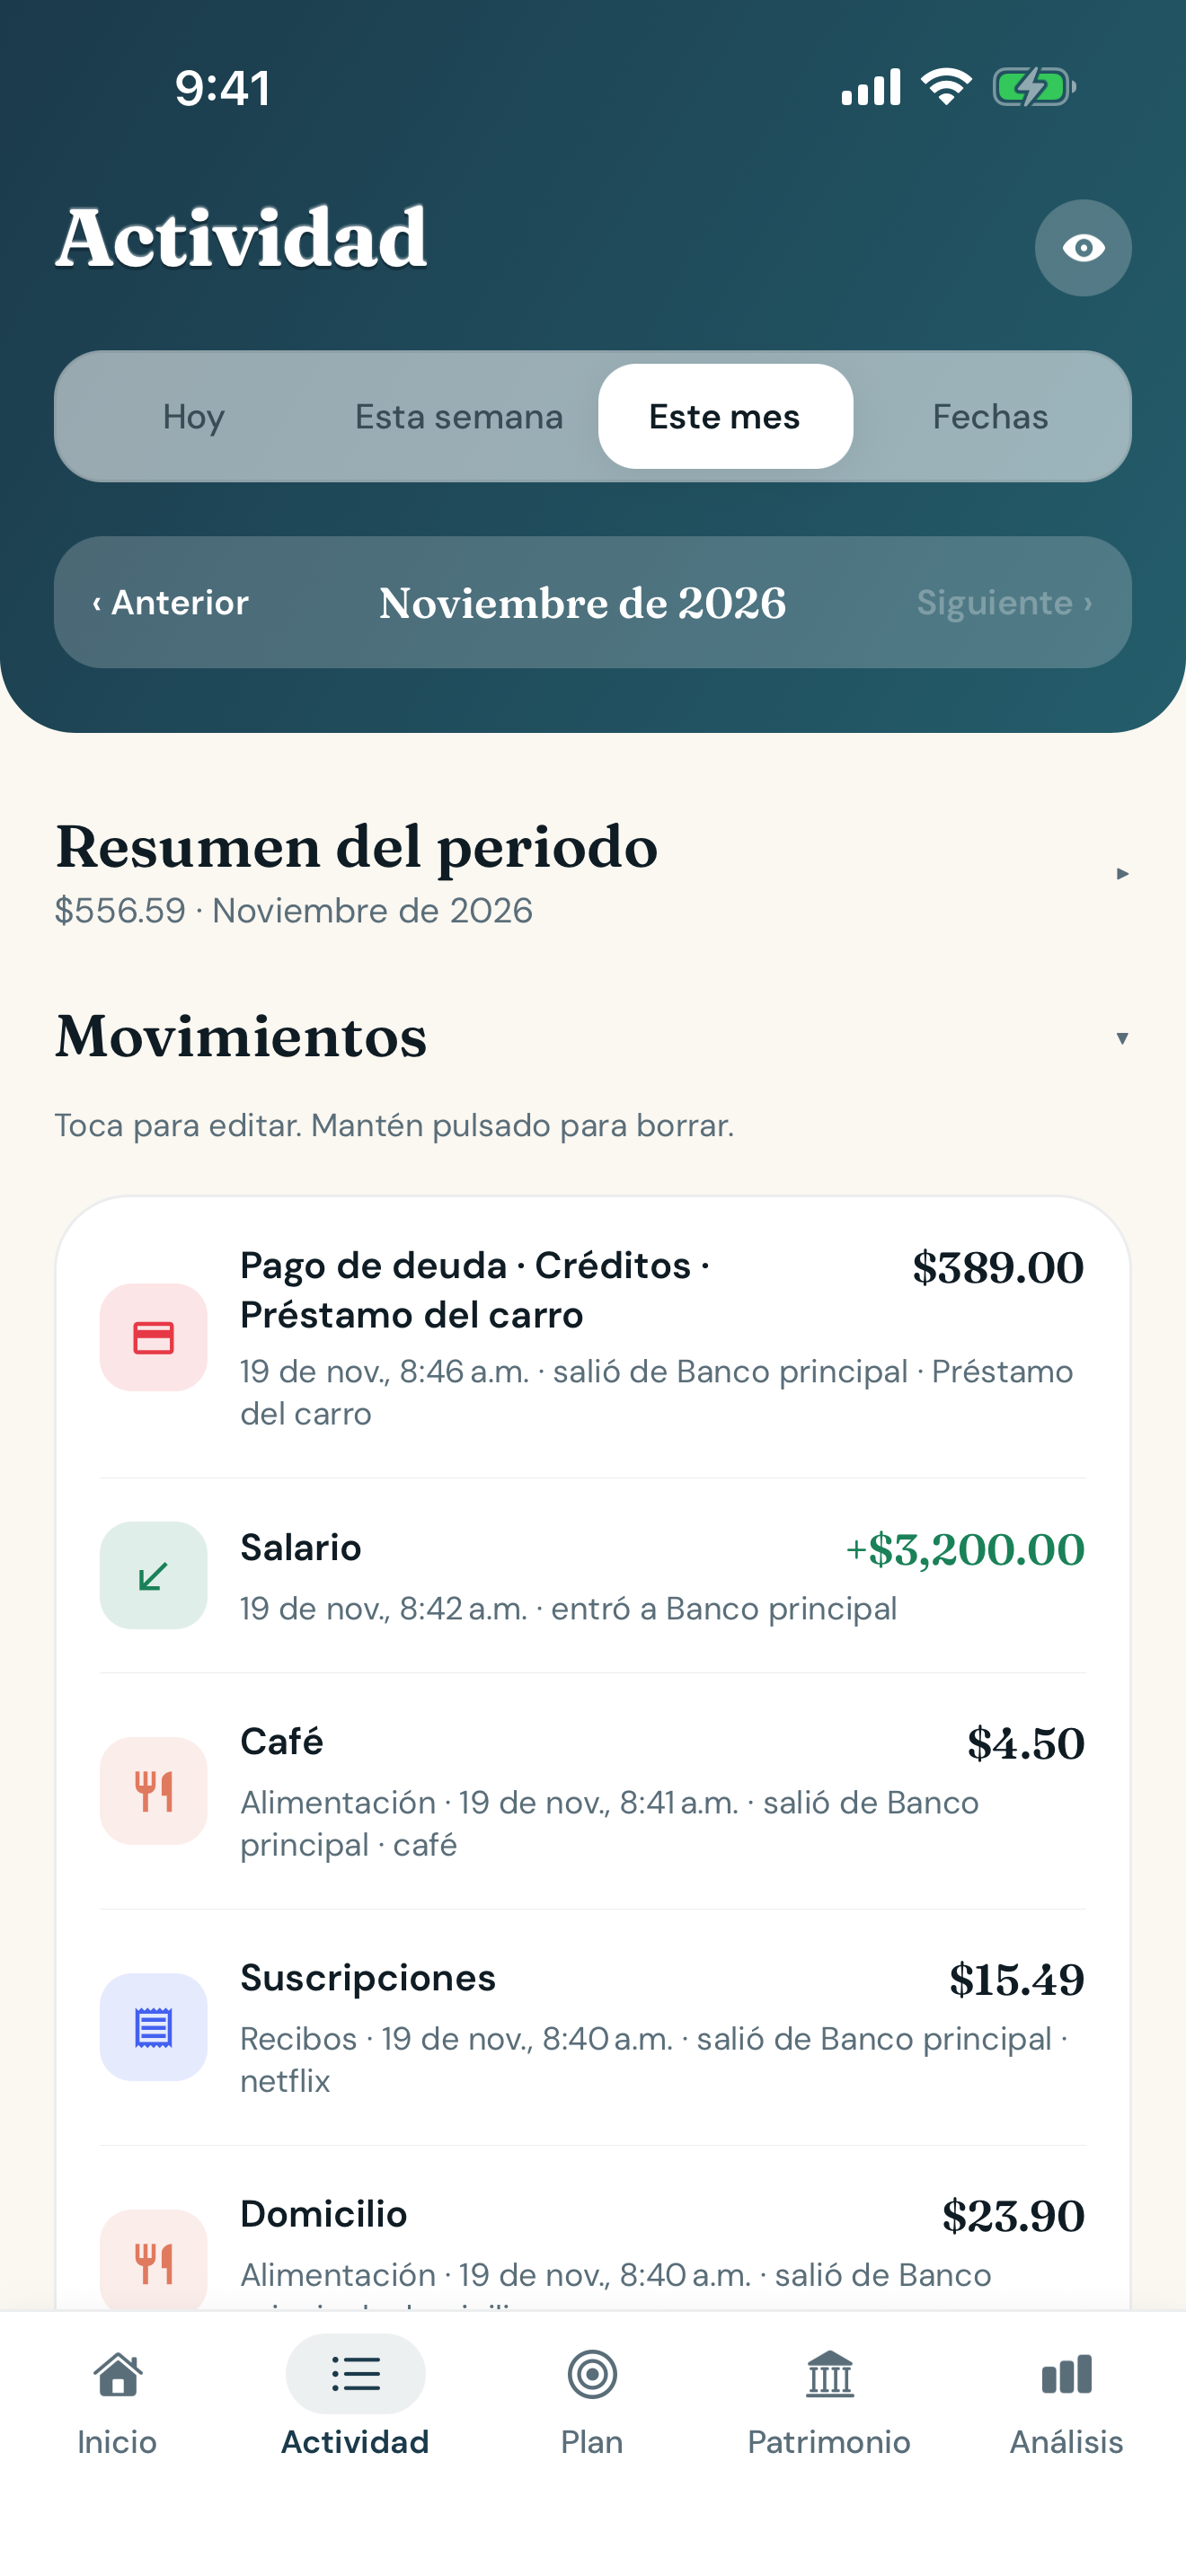 9:41
Actividad
Hoy
Esta semana
Este mes
Fechas
‹ Anterior
Noviembre de 2026
Siguiente ›
Resumen del periodo
$556.59 · Noviembre de 2026
Movimientos
Toca para editar. Mantén pulsado para borrar.
Pago de deuda · Créditos ·
Préstamo del carro
$389.00
19 de nov., 8:46 a.m. · salió de Banco principal · Préstamo
del carro
Salario
+$3,200.00
19 de nov., 8:42 a.m. · entró a Banco principal
Café
$4.50
Alimentación · 19 de nov., 8:41 a.m. · salió de Banco
principal · café
Suscripciones
$15.49
Recibos · 19 de nov., 8:40 a.m. · salió de Banco principal ·
netflix
Domicilio
$23.90
Alimentación · 19 de nov., 8:40 a.m. · salió de Banco
Inicio
Actividad
Plan
Patrimonio
Análisis